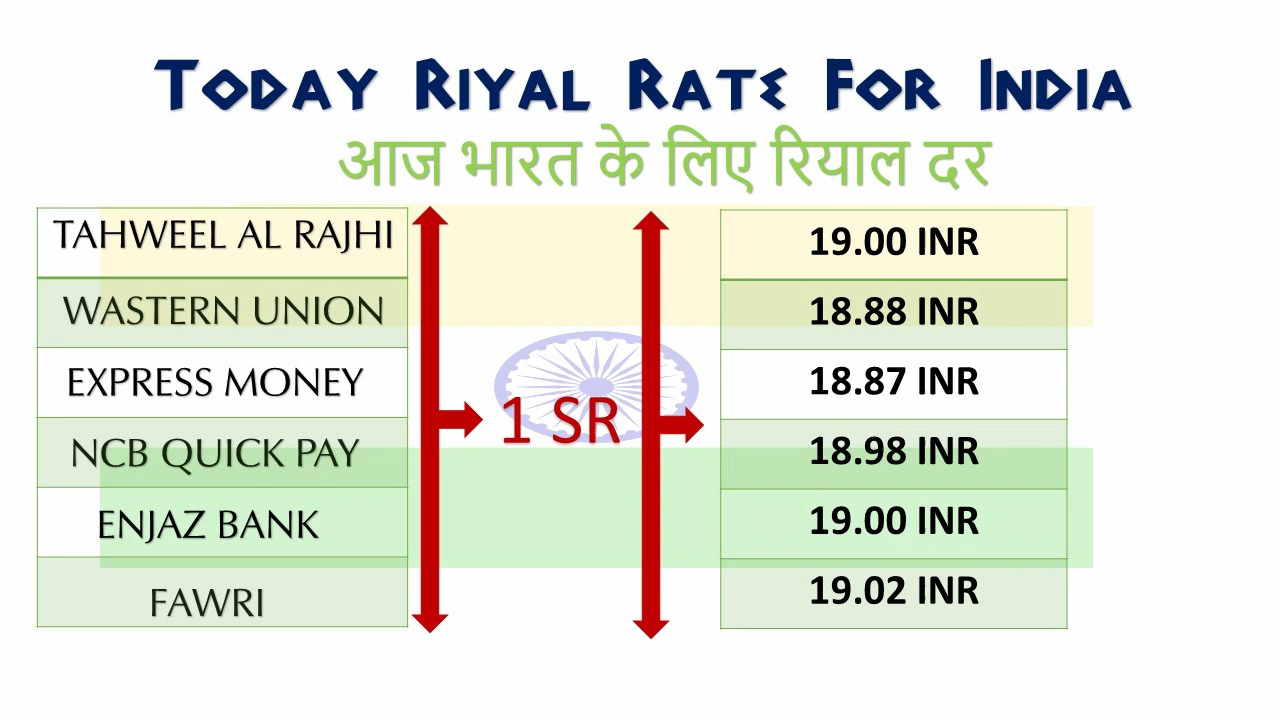 TODAY RIYAL RATE FOR INDIA
आज भारत के लिए रियाल दर
TAHWEEL AL RAJHI 19.00 INR
WASTERN UNION 18.88 INR
EXPRESS MONEY 18.87 INR
1 SR
NCB QUICK PAY 18.98 INR
ENJAZ BANK 19.00 INR
FAWRI 19.02 INR